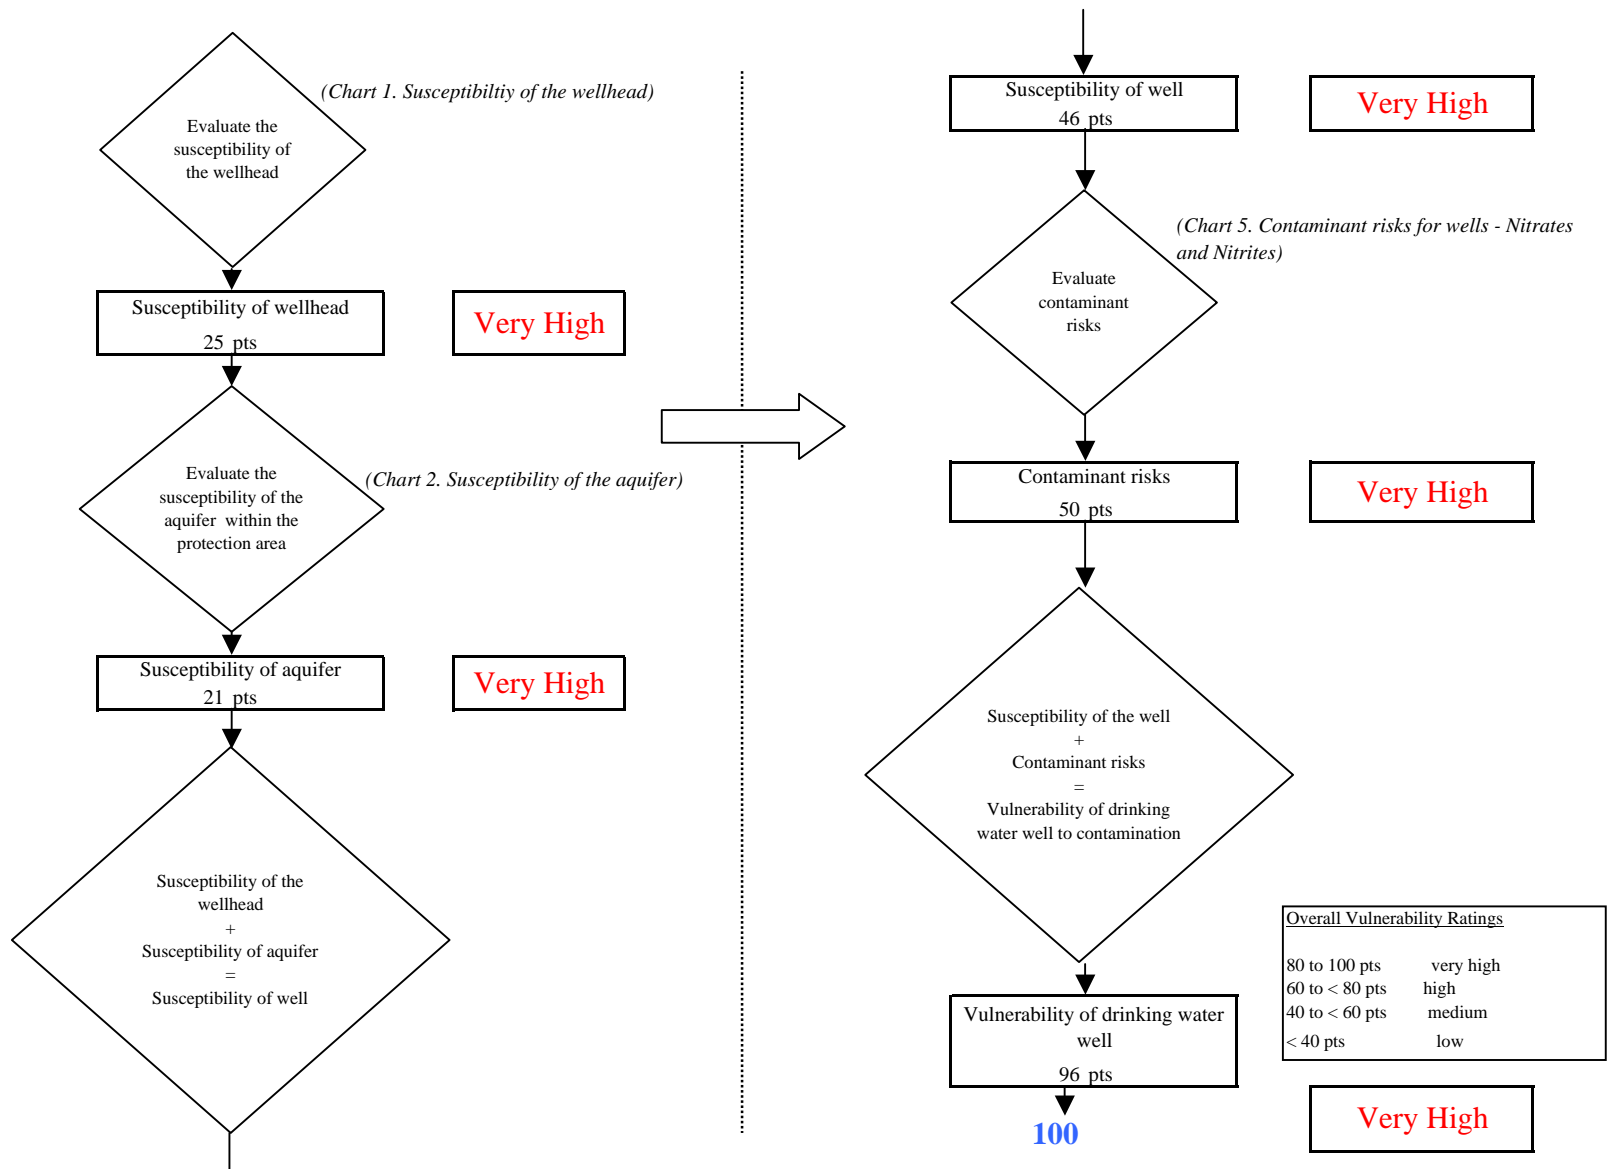 (Chart 1. Susceptibiltiy of the wellhead)
Evaluate the
susceptibility of
the wellhead
Susceptibility of wellhead
25 pts
Very High
Evaluate the
susceptibility of the
aquifer within the
protection area
(Chart 2. Susceptibility of the aquifer)
Susceptibility of aquifer
21 pts
Very High
Susceptibility of the
wellhead
+
Susceptibility of aquifer
=
Susceptibility of well
Susceptibility of well
46 pts
Very High
(Chart 5. Contaminant risks for wells - Nitrates
and Nitrites)
Evaluate
contaminant
risks
Contaminant risks
50 pts
Very High
Susceptibility of the well
+
Contaminant risks
=
Vulnerability of drinking
water well to contamination
Overall Vulnerability Ratings
80 to 100 pts very high
60 to < 80 pts high
40 to < 60 pts medium
< 40 pts low
Vulnerability of drinking water
well
96 pts
100
Very High